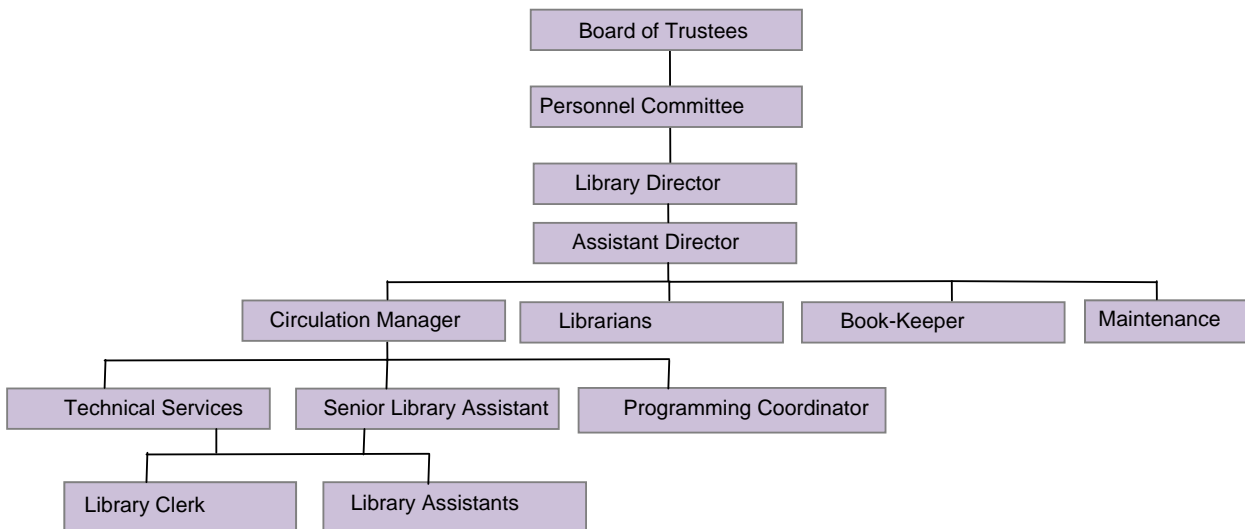 Board of Trustees
Personnel Committee
Library Director
Assistant Director
Circulation Manager
Librarians
Book-Keeper
Maintenance
Technical Services
Senior Library Assistant
Programming Coordinator
Library Clerk
Library Assistants